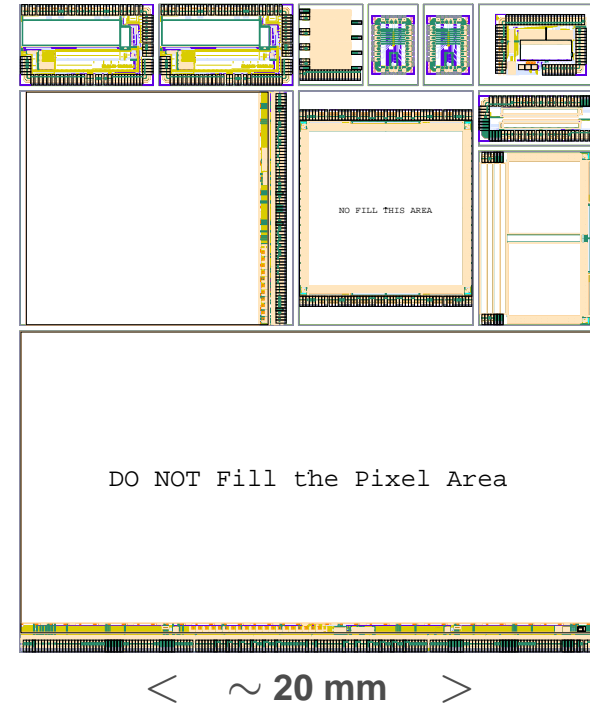 NO FILL THIS AREA
DO NOT Fill the Pixel Area
< ∼ 20 mm >